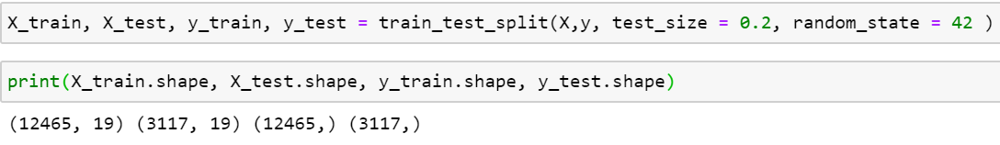 X_train, X_test, y_train, y_test = train_test_split(X,y, test_size = 0.2, random_state = 42 )
print(X_train.shape, X_test.shape, y_train.shape, y_test.shape)
(12465, 19) (3117, 19) (12465,) (3117,)